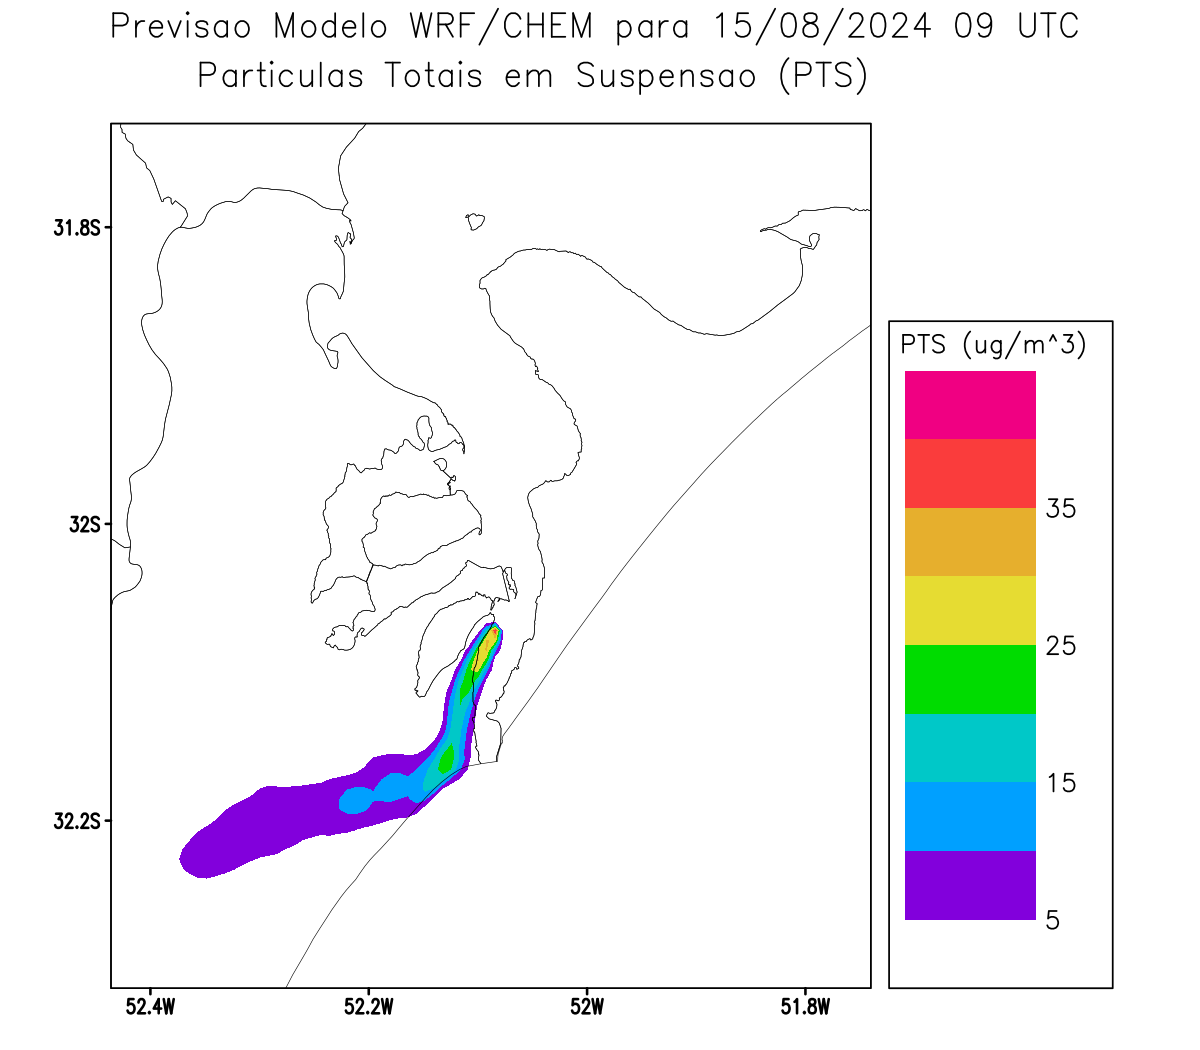 Previsao Modelo WRF/CHEM para 15/08/2024 09 UTC
Particulas Totais em Suspensao (PTS)
31.8S
32S
32.2S
52.4W
52.2W
52W
51.8W
PTS (ug/m^3)
35
25
15
5